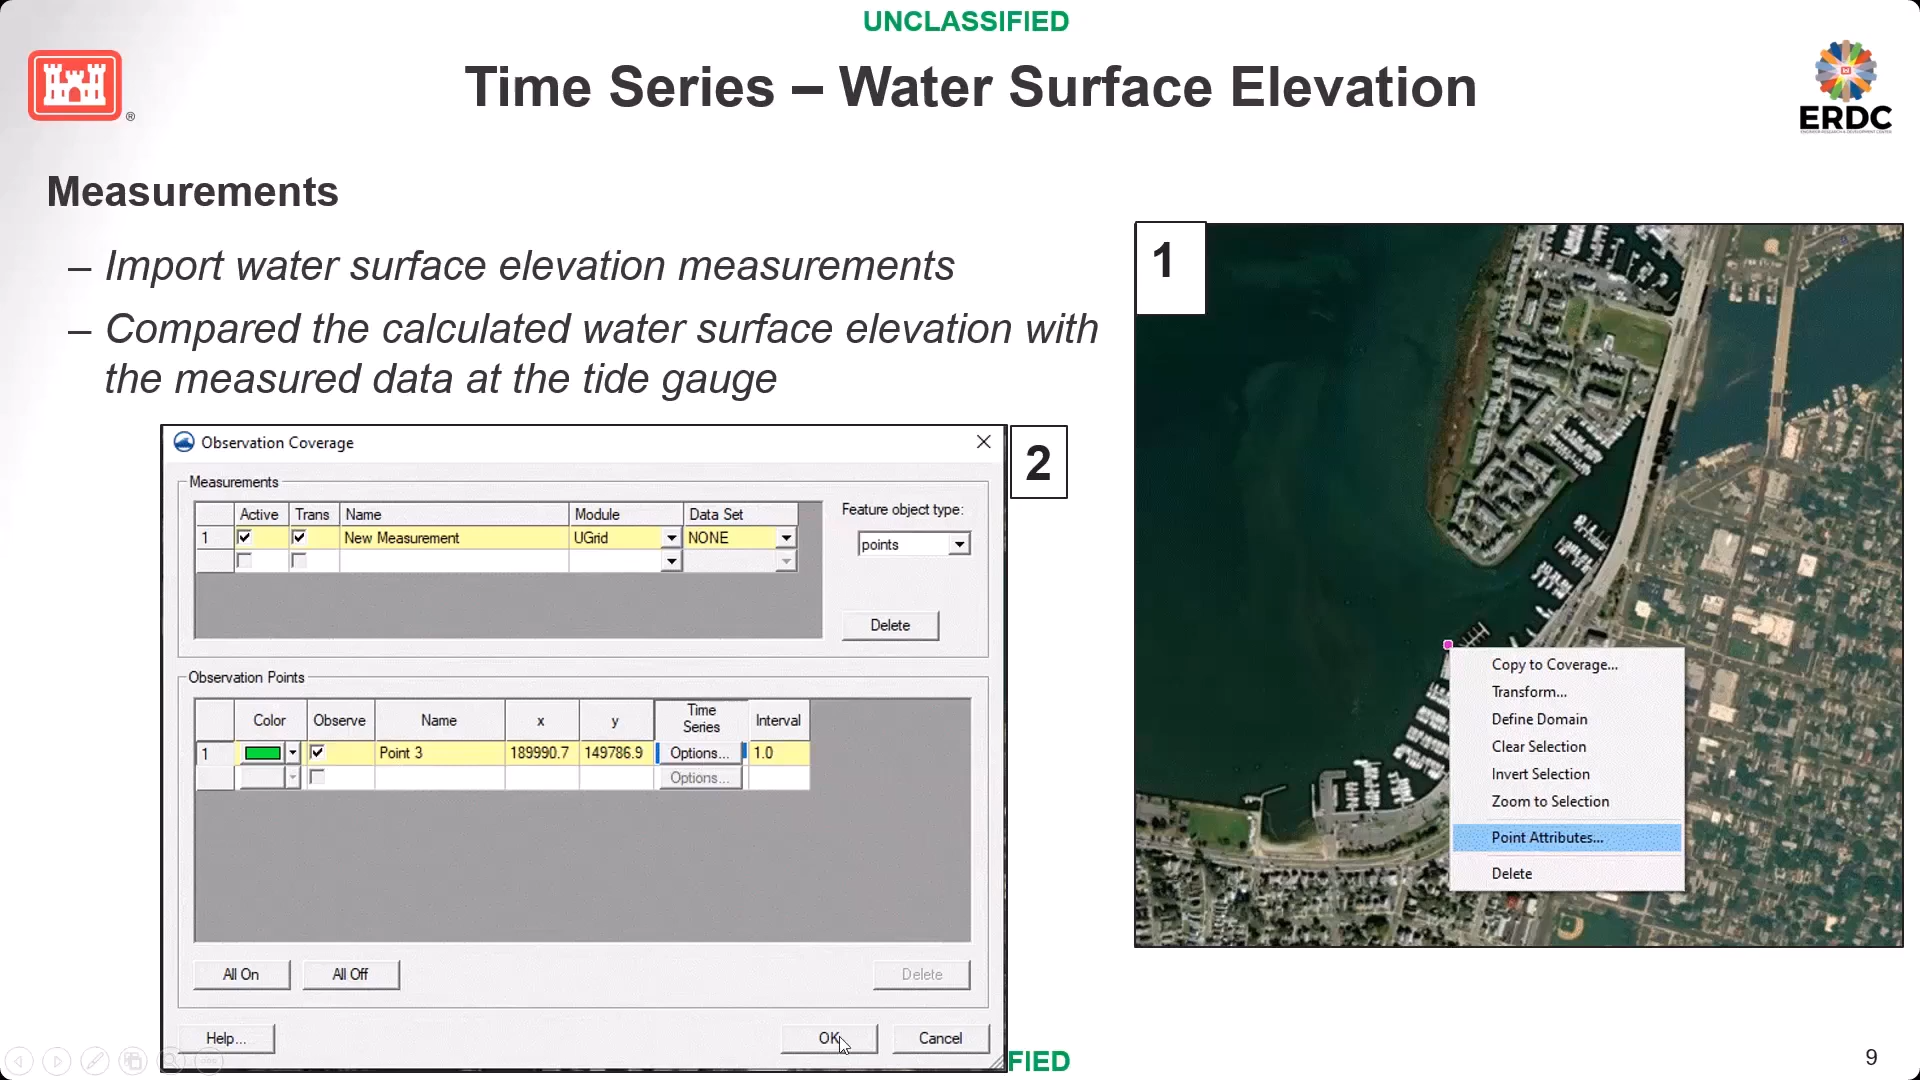 UNCLASSIFIED
Time Series – Water Surface Elevation
®
ERDC
Measurements
– Import water surface elevation measurements
– Compared the calculated water surface elevation with
the measured data at the tide gauge
1
Copy to Coverage...
Transform...
Define Domain
Clear Selection
Invert Selection
Zoom to Selection
Point Attributes...
Delete
2
Observation Coverage
Measurements
Active Trans Name Module Data Set
1 New Measurement UGrid NONE
Feature object type:
points
Delete
Observation Points
Color Observe Name x y Time Series Interval
1 Point 3 189990.7 149786.9 Options... 1.0
Options...
All On All Off Delete
Help... OK Cancel
FIED
9